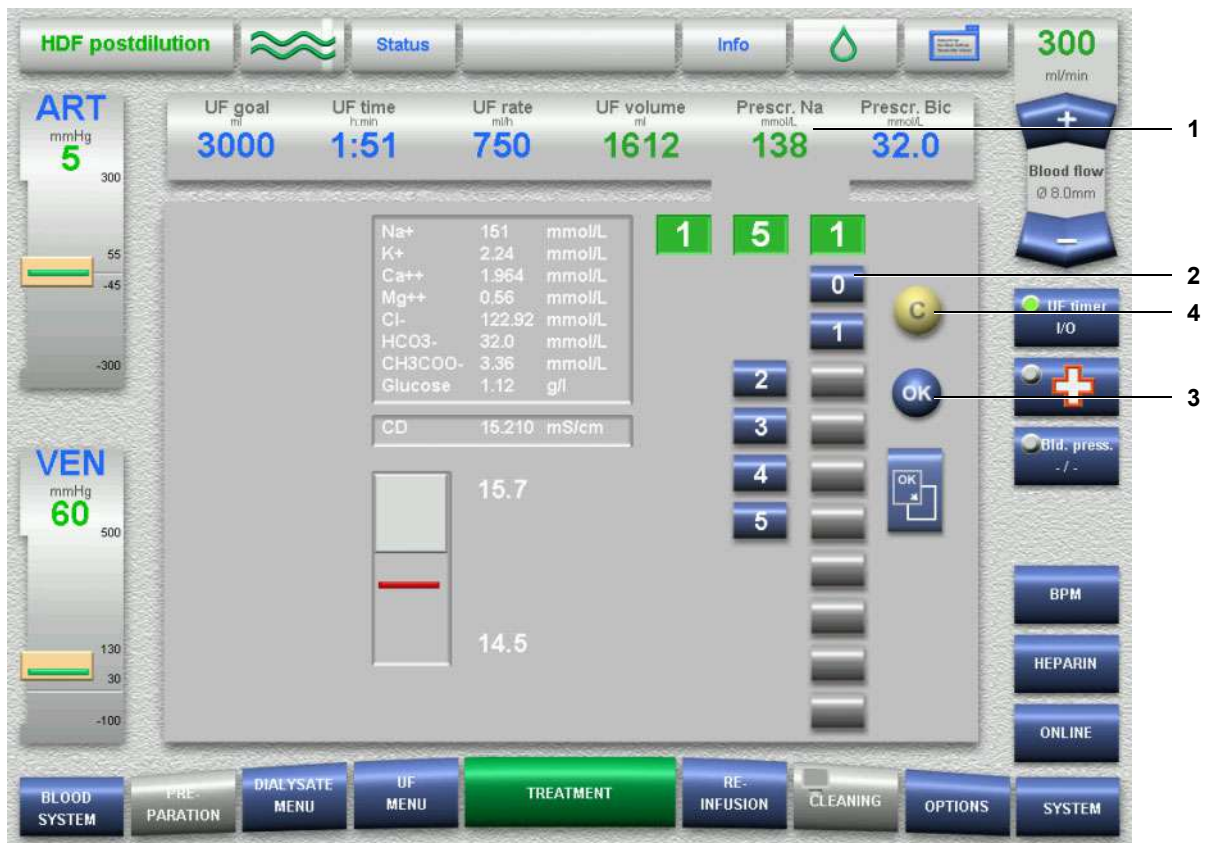 HDF postdilution
Status
Info
300
ml/min
ART
mmHg
5
300
55
-45
-300
UF goal UF time UF rate UF volume Prescr. Na Prescr. Bic
ml h:min ml/h ml mmol/L mmol/L
3000 1:51 750 1612 138 32.0
+
Blood flow
Ø 8.0mm
–
1
Na+ 151 mmol/L
K+ 2.24 mmol/L
Ca++ 1.964 mmol/L
Mg++ 0.56 mmol/L
Cl- 122.92 mmol/L
HCO3- 32.0 mmol/L
CH3COO- 3.36 mmol/L
Glucose 1.12 g/l
CD 15.210 mS/cm
15.7
14.5
1 5 1
0
1
2
3
4
5
C
OK
OK
2
4
3
UF timer
I/O
Bld. press.
- / -
VEN
mmHg
60
500
130
30
-100
BPM
HEPARIN
ONLINE
BLOOD
SYSTEM
PRE-
PARATION
DIALYSATE
MENU
UF
MENU
TREATMENT
RE-
INFUSION
CLEANING
OPTIONS
SYSTEM